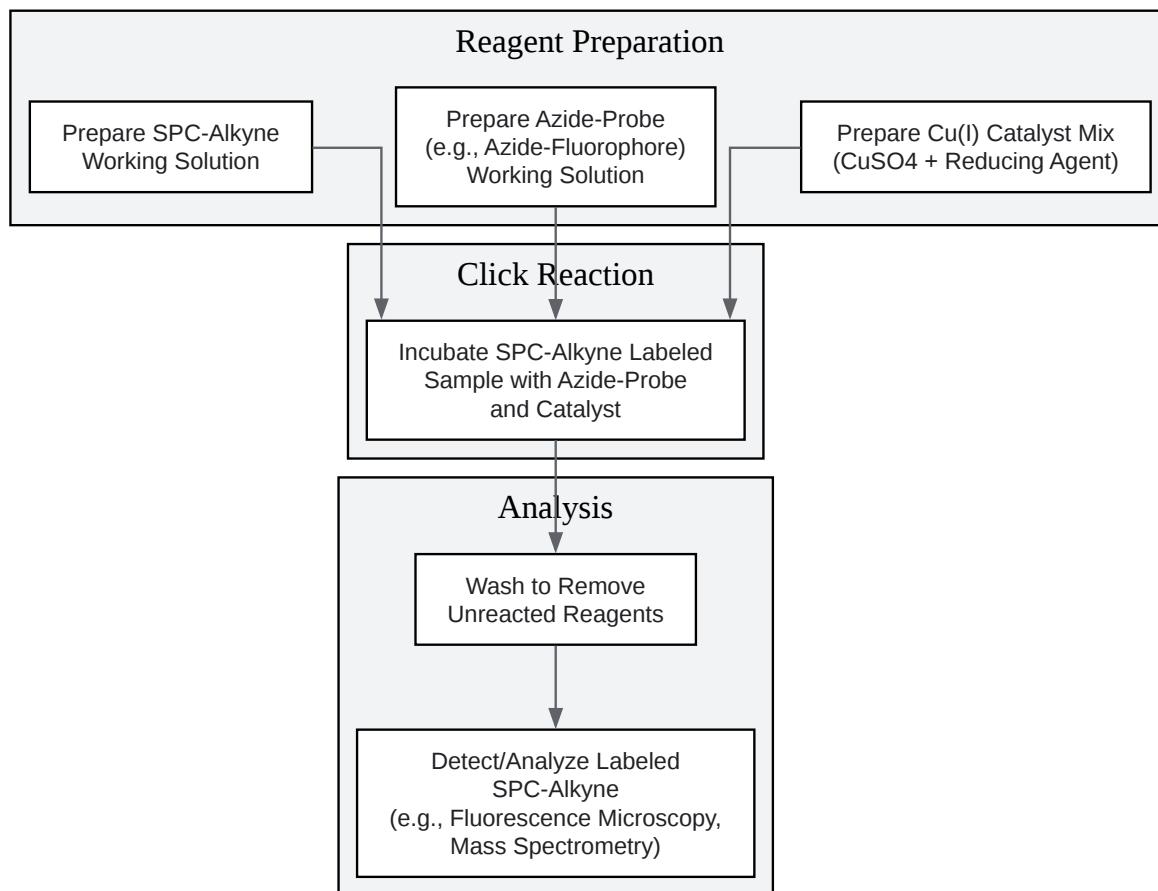 Reagent Preparation
Prepare SPC-Alkyne
Working Solution
Prepare Azide-Probe
(e.g., Azide-Fluorophore)
Working Solution
Prepare Cu(I) Catalyst Mix
(CuSO4 + Reducing Agent)
Click Reaction
Incubate SPC-Alkyne Labeled
Sample with Azide-Probe
and Catalyst
Analysis
Wash to Remove
Unreacted Reagents
Detect/Analyze Labeled
SPC-Alkyne
(e.g., Fluorescence Microscopy,
Mass Spectrometry)